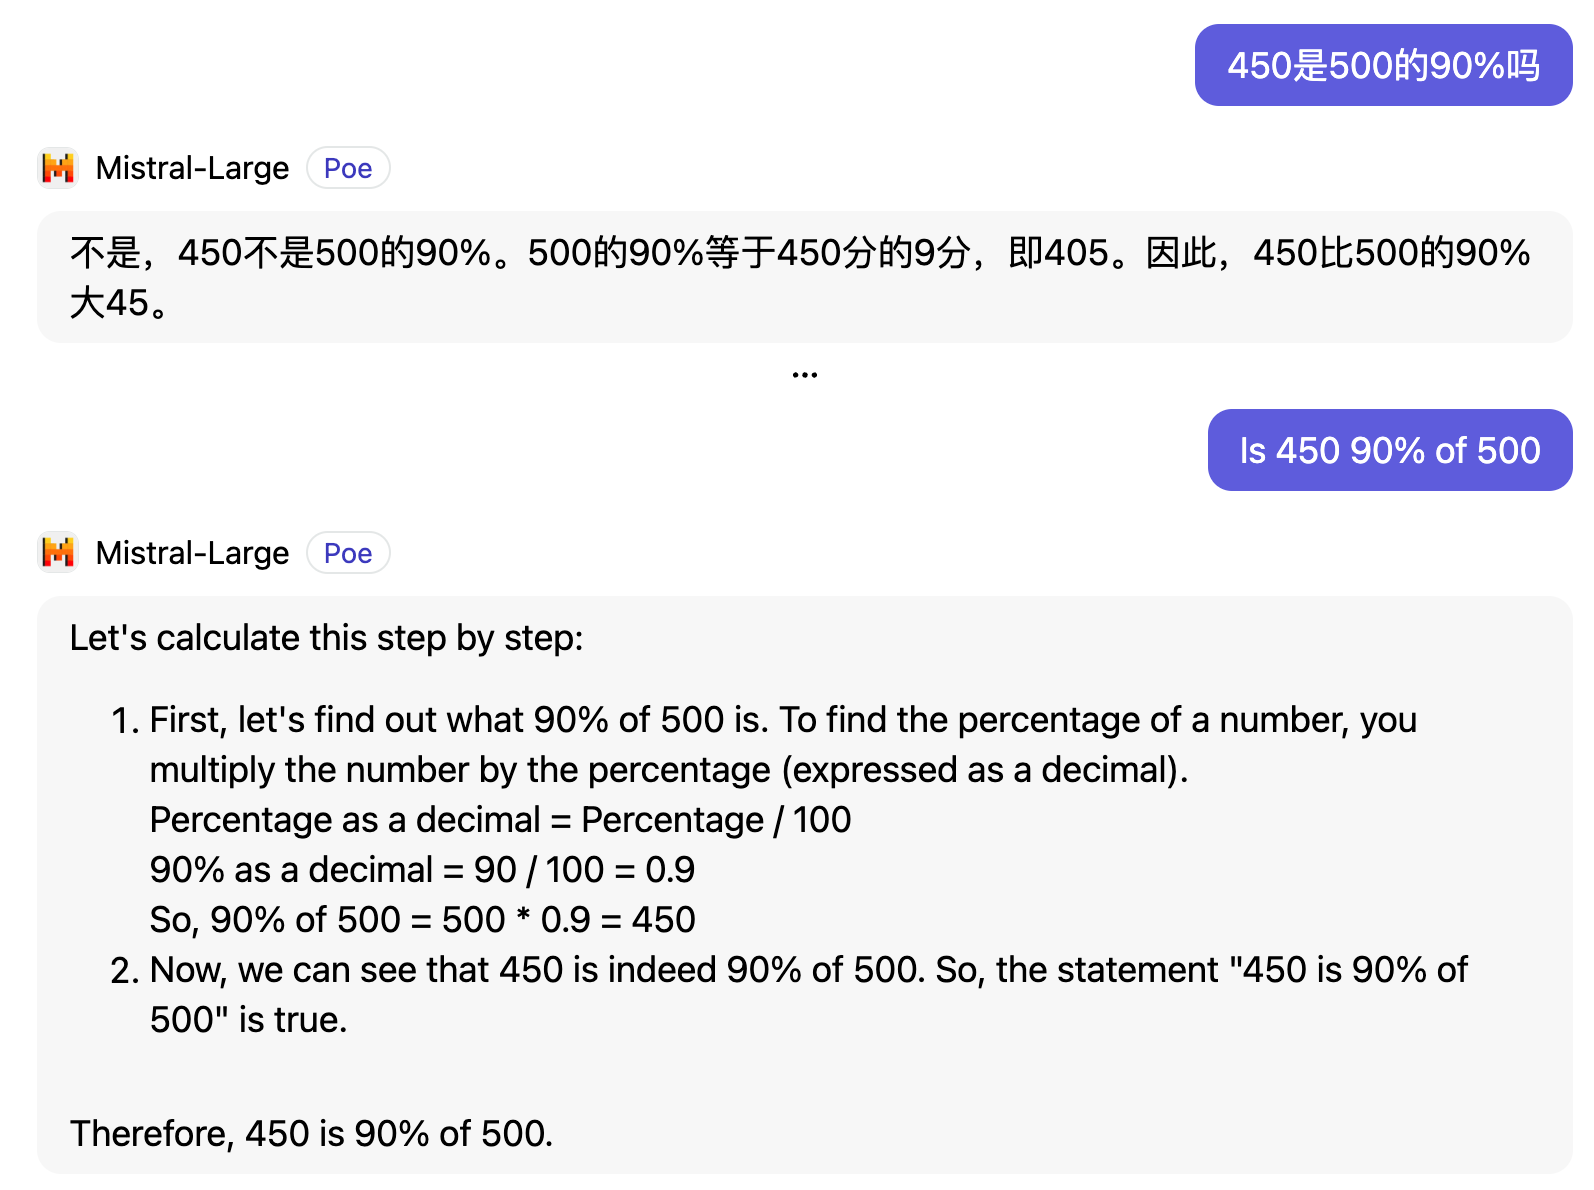 450是500的90%吗
Mistral-Large Poe
不是，450不是500的90%。500的90%等于450分的9分，即405。因此，450比500的90%
大45。
...
Is 450 90% of 500
Mistral-Large Poe
Let's calculate this step by step:
1. First, let's find out what 90% of 500 is. To find the percentage of a number, you
multiply the number by the percentage (expressed as a decimal).
Percentage as a decimal = Percentage / 100
90% as a decimal = 90 / 100 = 0.9
So, 90% of 500 = 500 * 0.9 = 450
2. Now, we can see that 450 is indeed 90% of 500. So, the statement "450 is 90% of
500" is true.
Therefore, 450 is 90% of 500.